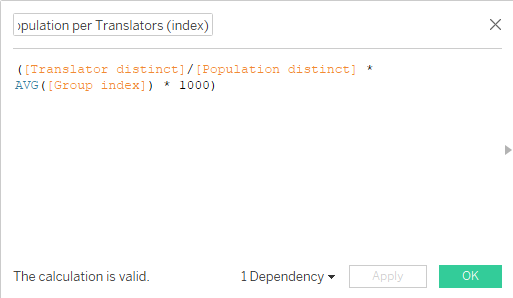 opulation per Translators (index)
([Translator distinct]/[Population distinct] *
AVG([Group index]) * 1000)
The calculation is valid.
1 Dependency
Apply
OK